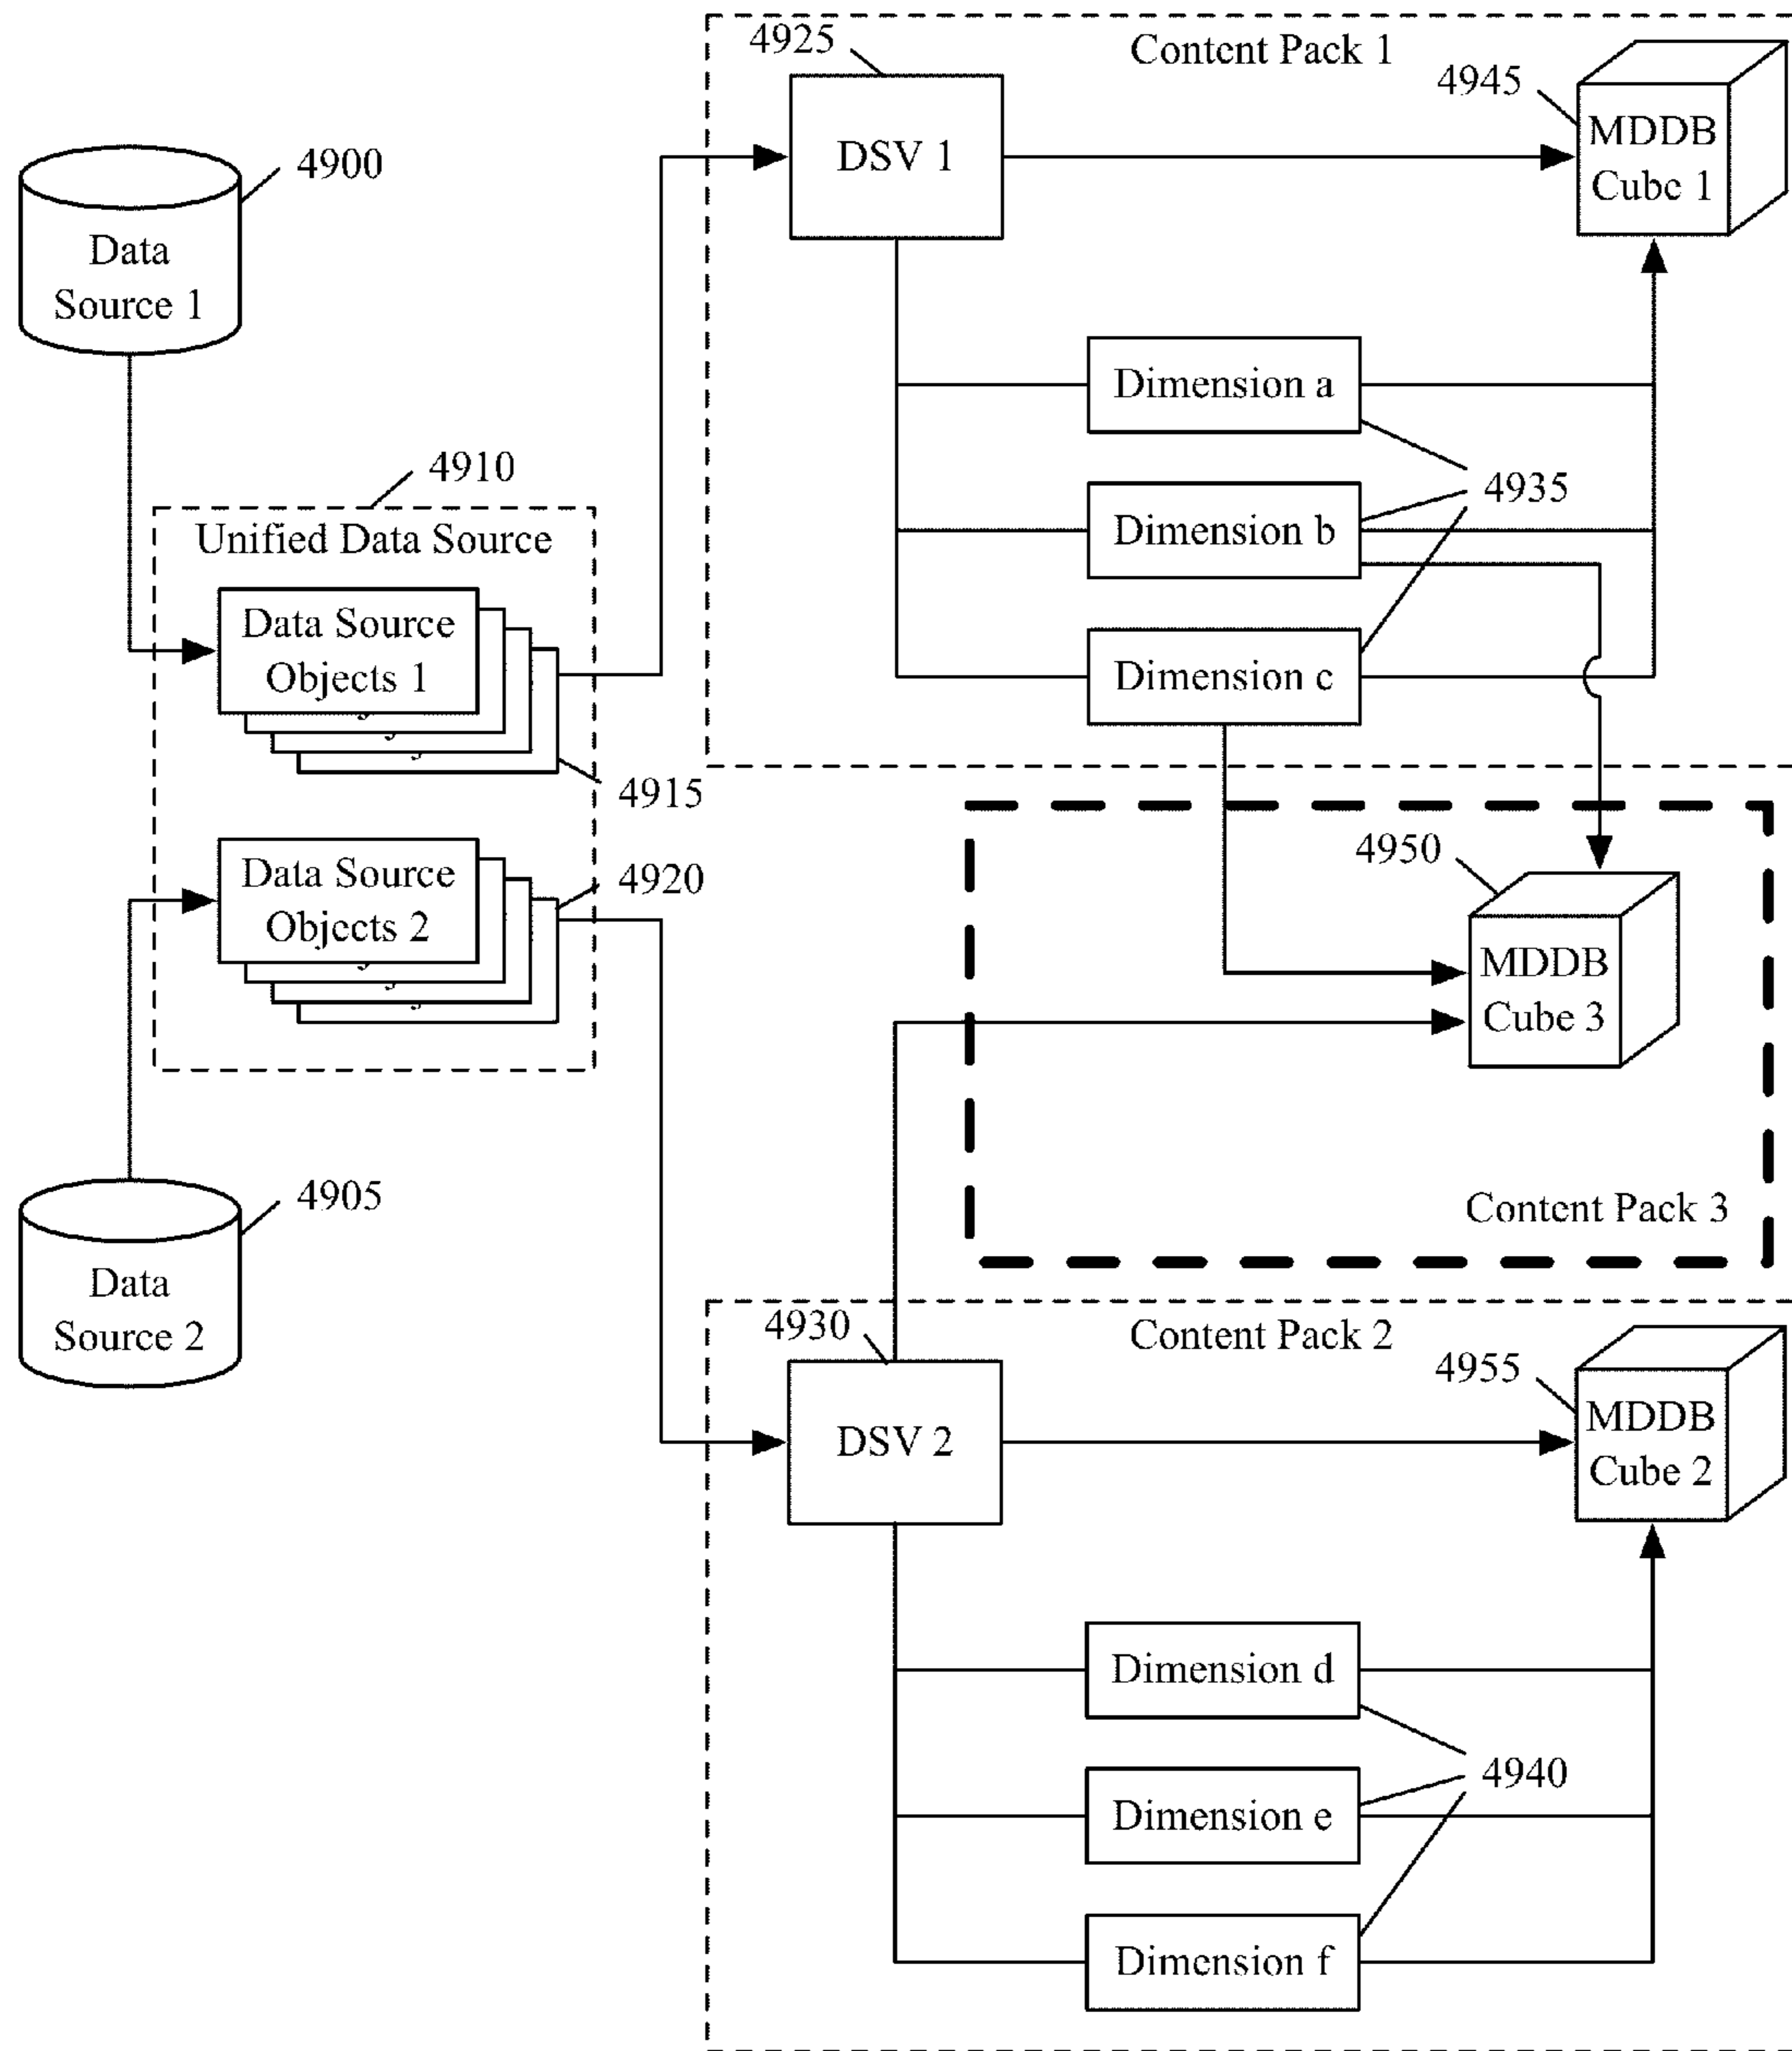 4925
Content Pack 1
4945
MDDB
Cube 1
DSV 1
4900
Data
Source 1
Dimension a
4910
4935
Unified Data Source
Dimension b
Data Source
Objects 1
Dimension c
4915
4950
Data Source
Objects 2
4920
MDDB
Cube 3
4905
Content Pack 3
Data
Source 2
4930
Content Pack 2
4955
MDDB
Cube 2
DSV 2
Dimension d
4940
Dimension e
Dimension f